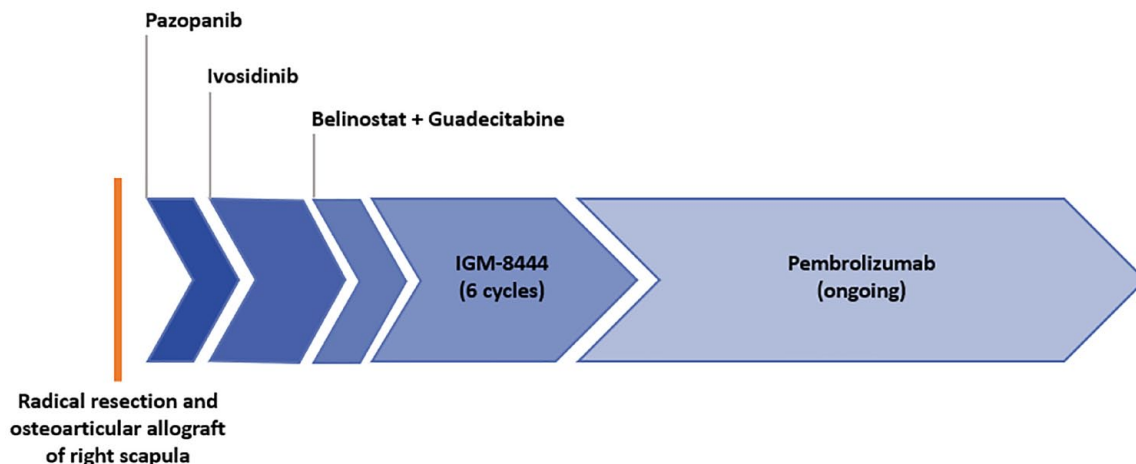 Pazopanib
Ivosidinib
Belinostat + Guadecitabine
IGM-8444
(6 cycles)
Pembrolizumab
(ongoing)
Radical resection and
osteoarticular allograft
of right scapula